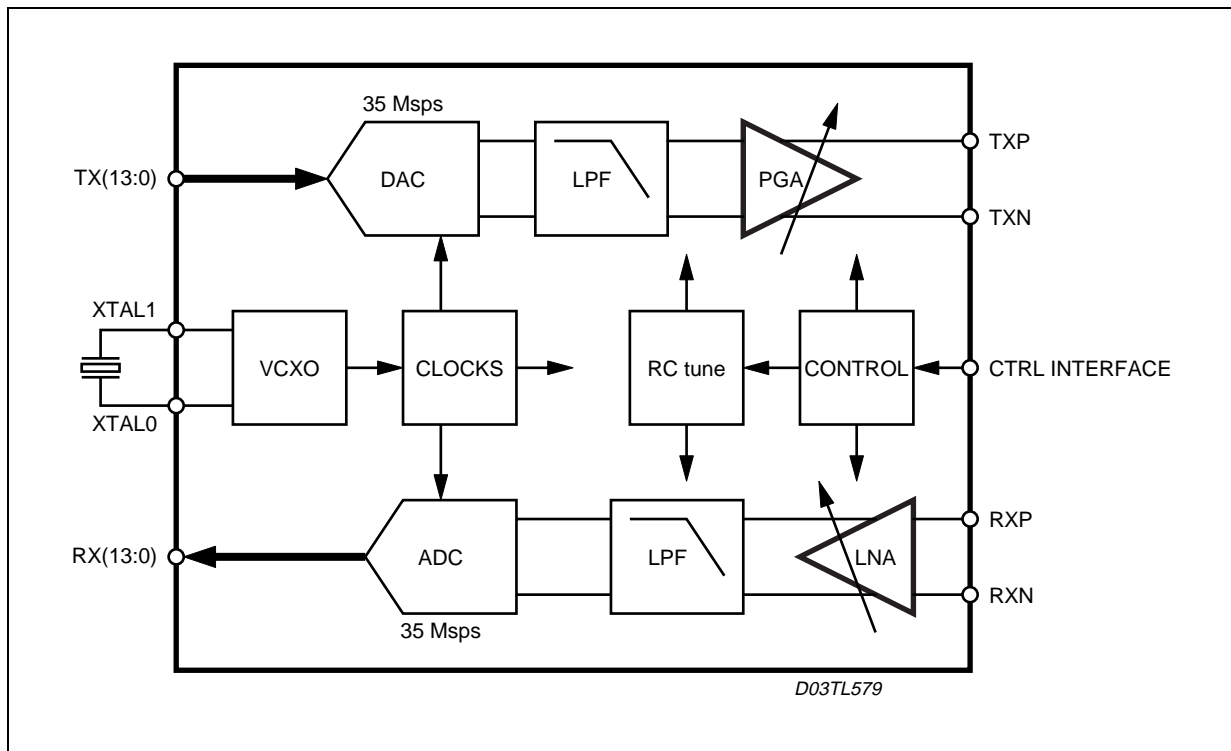 35 Msps
TX(13:0)
DAC
LPF
PGA
TXP
TXN
XTAL1
XTAL0
VCXO
CLOCKS
RC tune
CONTROL
CTRL INTERFACE
RX(13:0)
ADC
35 Msps
LPF
LNA
RXP
RXN
D03TL579